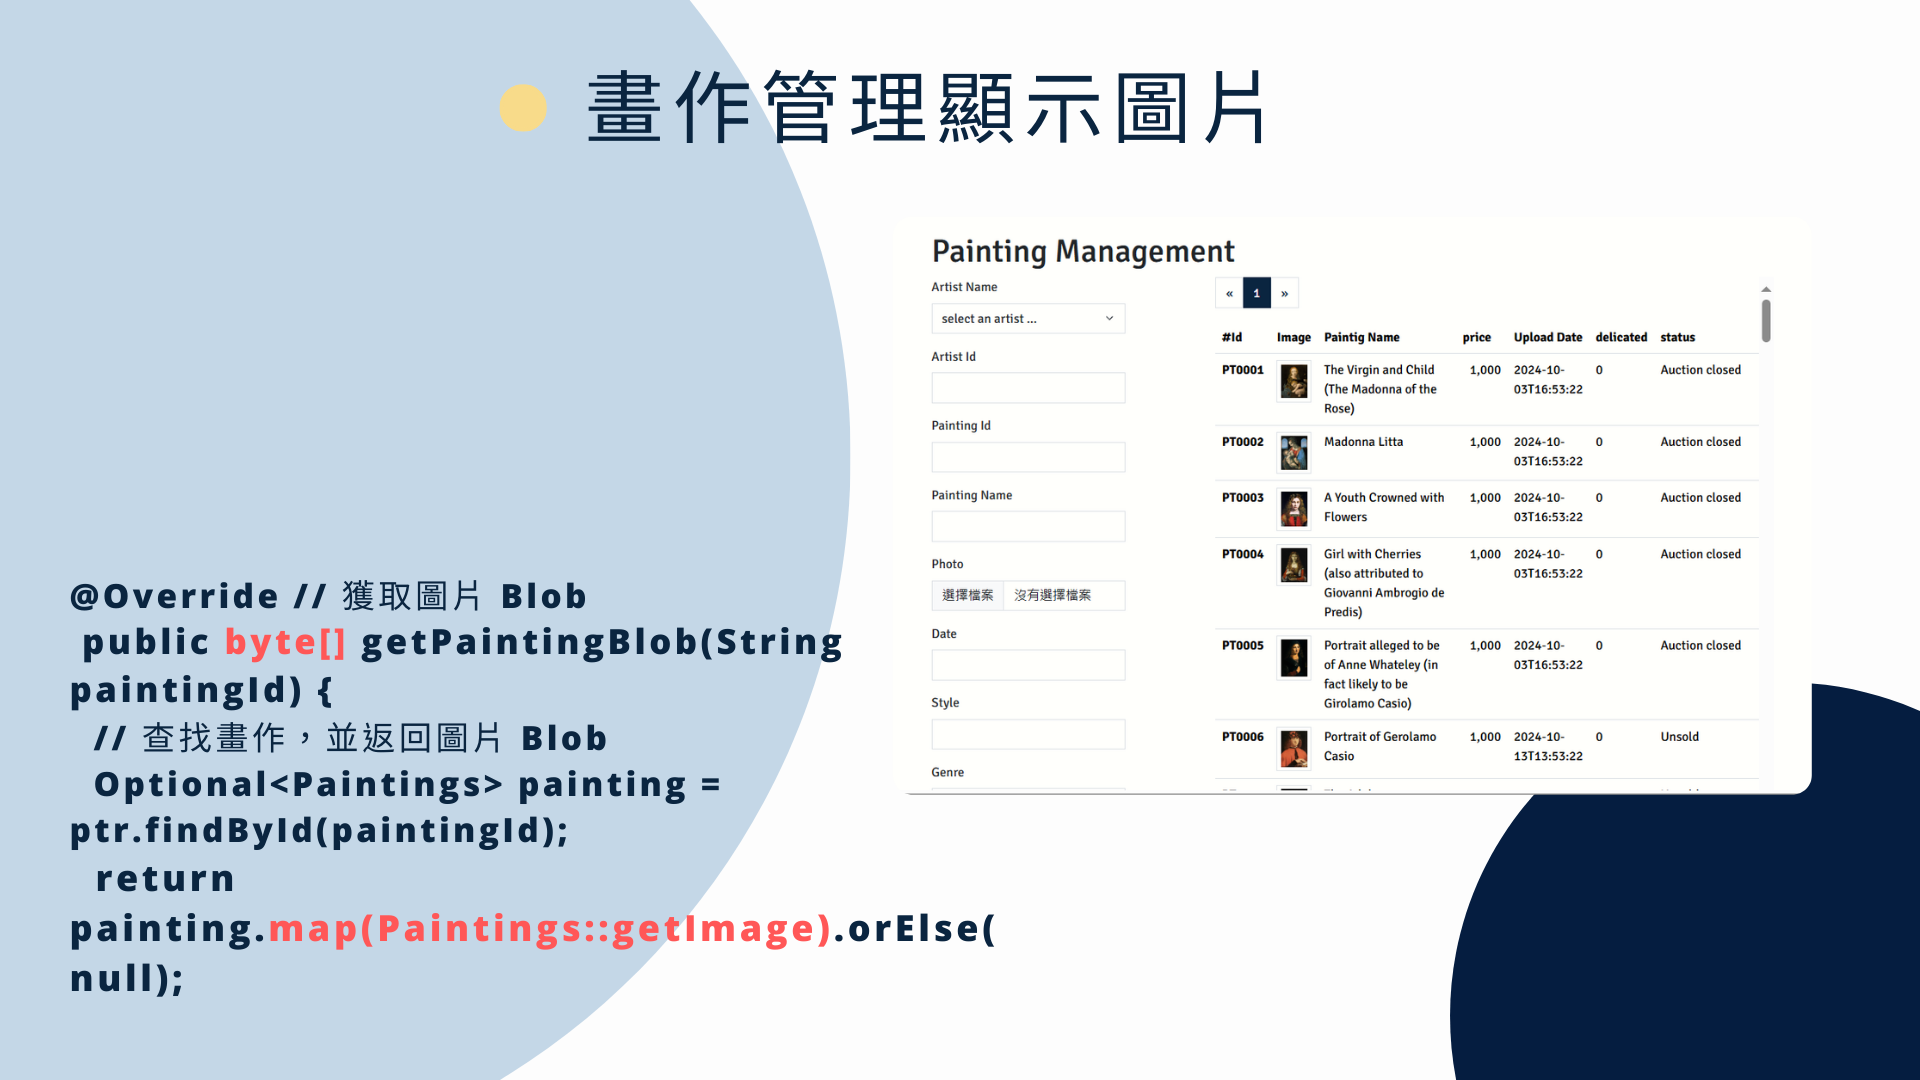 畫作管理顯示圖片
@Override // 獲取圖片 Blob
public byte[] getPaintingBlob(String
paintingId) {
// 查找畫作，並返回圖片 Blob
Optional<Paintings> painting =
ptr.findById(paintingId);
return
painting.map(Paintings::getImage).orElse(
null);
Painting Management
Artist Name
select an artist ...
Artist Id
Painting Id
Painting Name
Photo
選擇檔案 沒有選擇檔案
Date
Style
Genre
« 1 »
#Id Image Paintig Name price Upload Date delicated status
PT0001 The Virgin and Child 1,000 2024-10- 0 Auction closed
(The Madonna of the 03T16:53:22
Rose)
PT0002 Madonna Litta 1,000 2024-10- 0 Auction closed
03T16:53:22
PT0003 A Youth Crowned with 1,000 2024-10- 0 Auction closed
Flowers 03T16:53:22
PT0004 Girl with Cherries 1,000 2024-10- 0 Auction closed
(also attributed to 03T16:53:22
Giovanni Ambrogio de
Predis)
PT0005 Portrait alleged to be 1,000 2024-10- 0 Auction closed
of Anne Whateley (in 03T16:53:22
fact likely to be
Girolamo Casio)
PT0006 Portrait of Gerolamo 1,000 2024-10- 0 Unsold
Casio 13T13:53:22